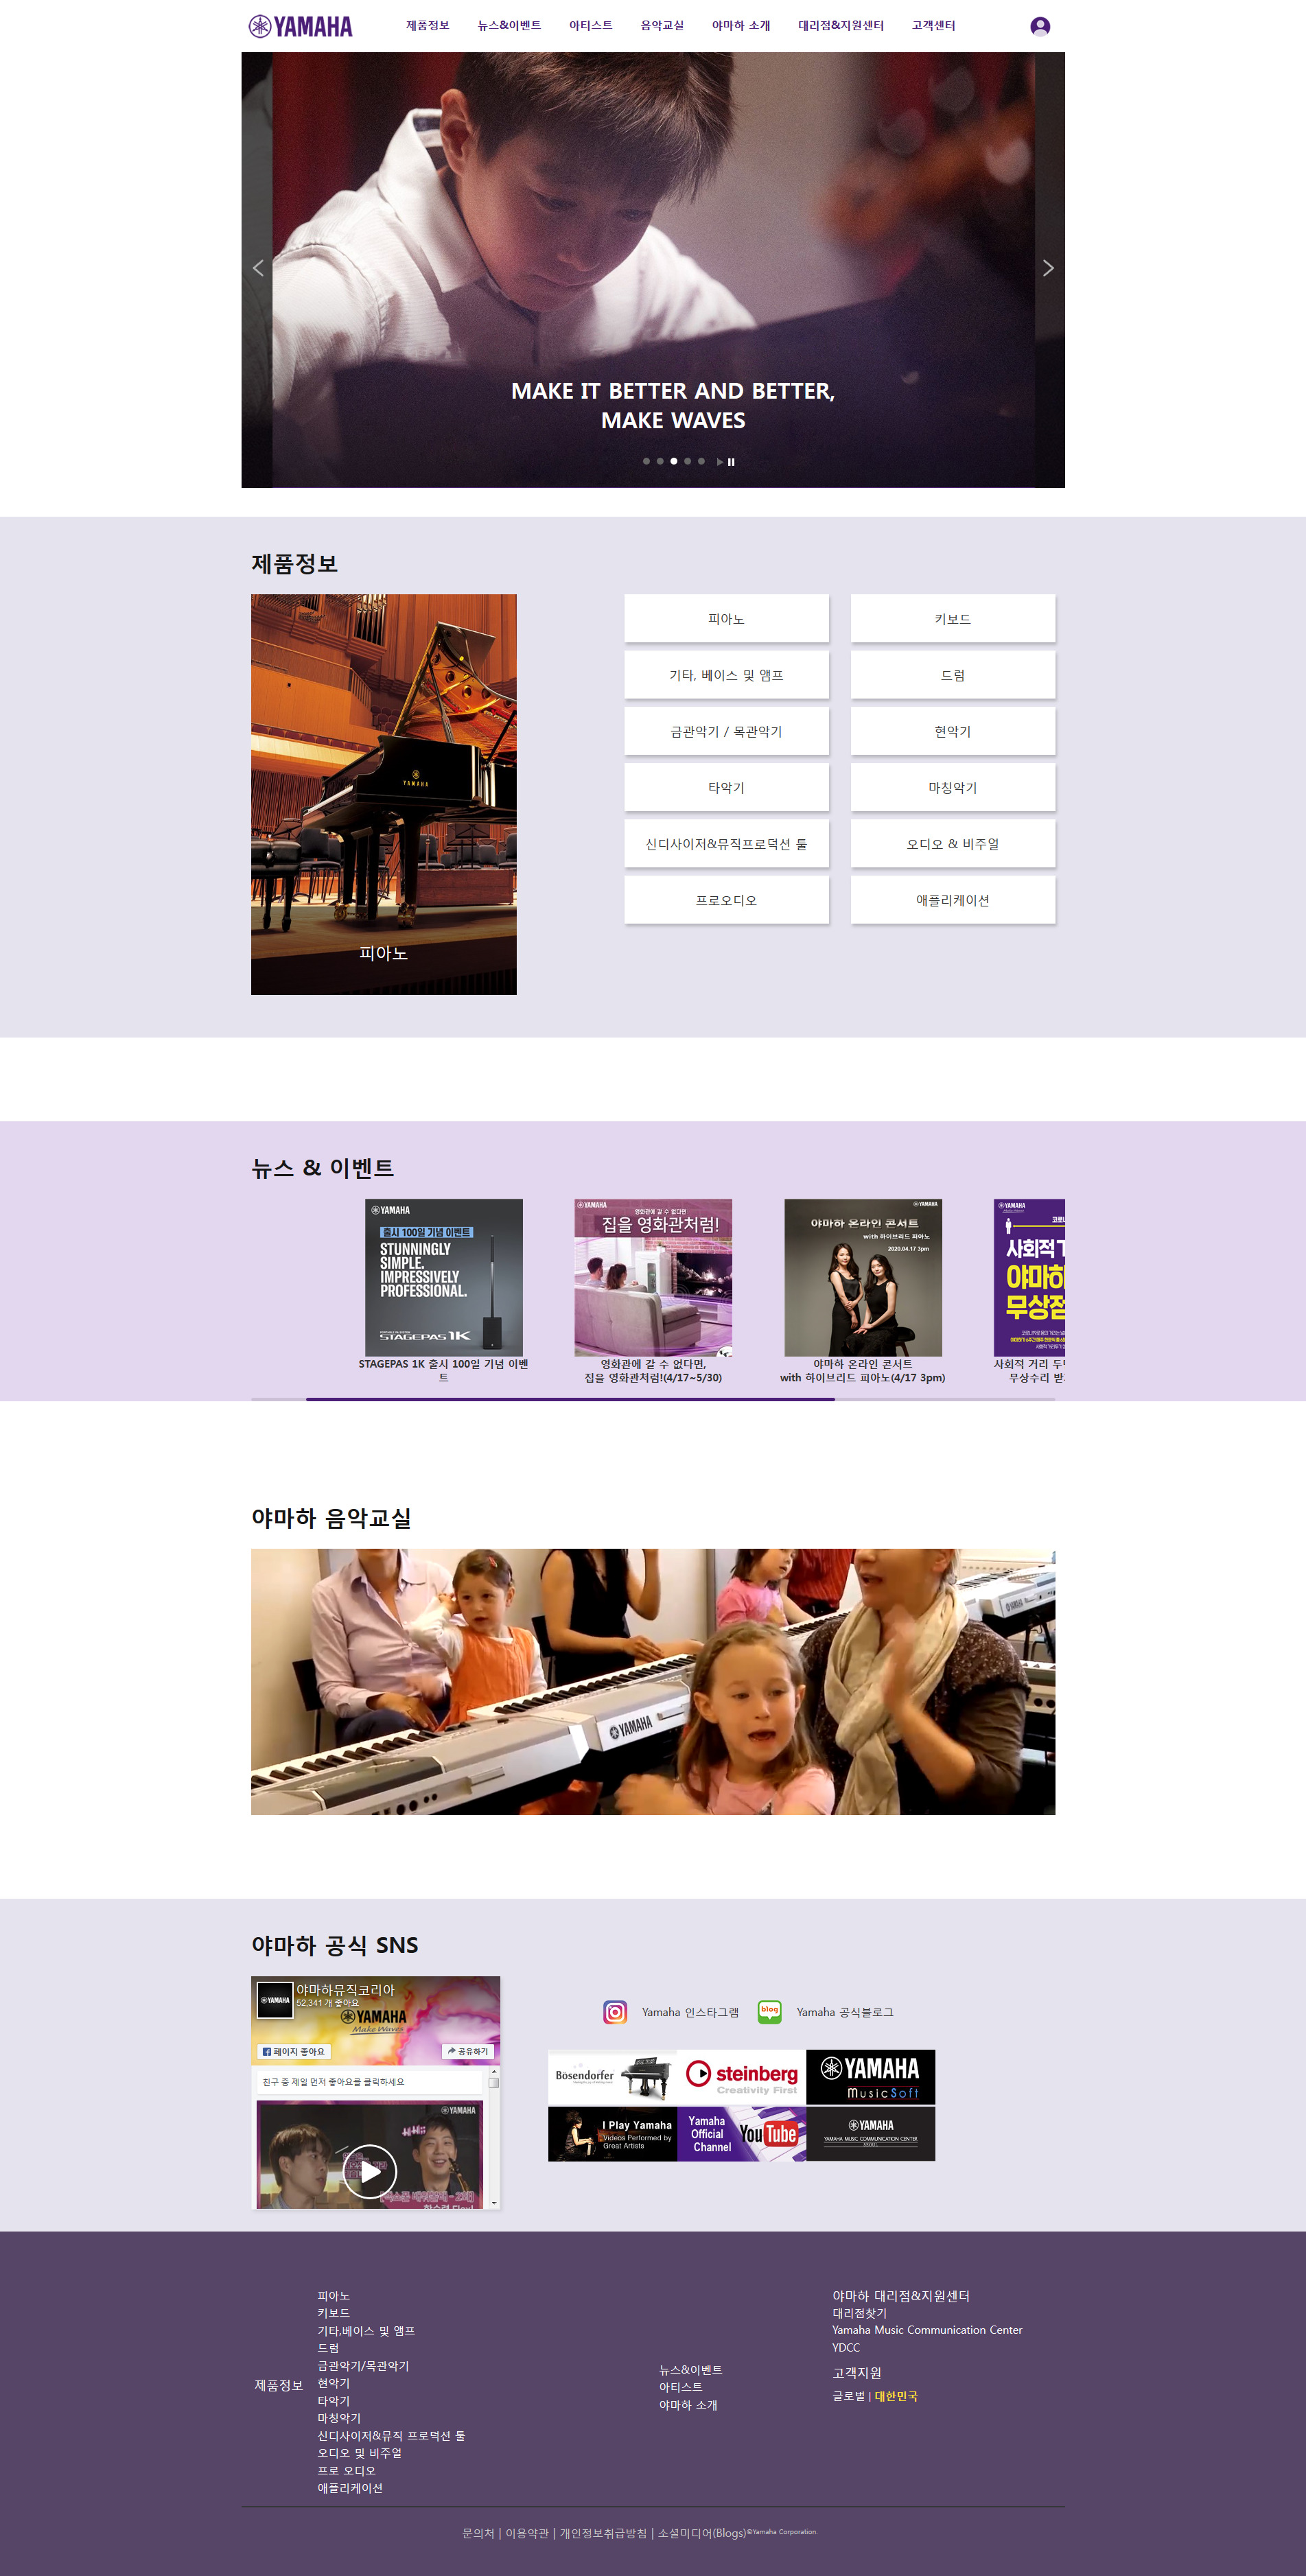 YAMAHA
제품정보
뉴스&이벤트
아티스트
음악교실
야마하 소개
대리점&지원센터
고객센터
MAKE IT BETTER AND BETTER,
MAKE WAVES
제품정보
YAMAHA
피아노
피아노
키보드
기타, 베이스 및 앰프
드럼
금관악기 / 목관악기
현악기
타악기
마칭악기
신디사이저&뮤직프로덕션 툴
오디오 & 비주얼
프로오디오
애플리케이션
뉴스 & 이벤트
YAMAHA
출시 100일 기념 이벤트
STUNNINGLY
SIMPLE.
IMPRESSIVELY
PROFESSIONAL.
STAGEPAS 1K
STAGEPAS 1K 출시 100일 기념 이벤
트
YAMAHA
영화관에 갈 수 없다면
집을 영화관처럼!
영화관에 갈 수 없다면,
집을 영화관처럼!(4/17~5/30)
YAMAHA
야마하 온라인 콘서트
with 하이브리드 피아노
2020.04.17 3pm
야마하 온라인 콘서트
with 하이브리드 피아노(4/17 3pm)
YAMAHA
코로나
사회적
야마하
무상점
사회적 거리 두
무상수리 받
야마하 음악교실
YAMAHA
야마하 공식 SNS
YAMAHA
야마하뮤직코리아
52,341 개 좋아요
YAMAHA
Make Waves
페이지 좋아요
공유하기
친구 중 제일 먼저 좋아요를 클릭하세요
YAMAHA
Yamaha 인스타그램
blog
Yamaha 공식블로그
Bösendorfer
steinberg
Creativity First
YAMAHA
MusicSoft
I Play Yamaha
Videos Performed by
Great Artists
Yamaha
Official
Channel
YouTube
YAMAHA
YAMAHA MUSIC COMMUNICATION CENTER
SEOUL
제품정보
피아노
키보드
기타,베이스 및 앰프
드럼
금관악기/목관악기
현악기
타악기
마칭악기
신디사이저&뮤직 프로덕션 툴
오디오 및 비주얼
프로 오디오
애플리케이션
뉴스&이벤트
아티스트
야마하 소개
야마하 대리점&지원센터
대리점찾기
Yamaha Music Communication Center
YDCC
고객지원
글로벌 | 대한민국
문의처 | 이용약관 | 개인정보취급방침 | 소셜미디어(Blogs)©Yamaha Corporation.